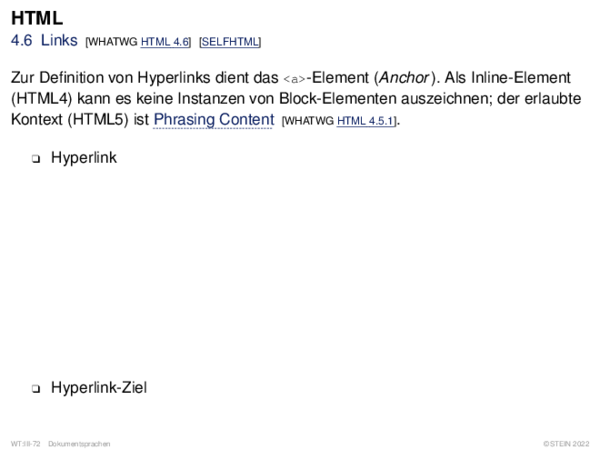 HTML
4.6 Links [WHATWG HTML 4.6] [SELFHTML]
Zur Definition von Hyperlinks dient das <a>-Element (Anchor). Als Inline-Element
(HTML4) kann es keine Instanzen von Block-Elementen auszeichnen; der erlaubte
Kontext (HTML5) ist Phrasing Content [WHATWG HTML 4.5.1].
❑ Hyperlink
❑ Hyperlink-Ziel
WT:III-72 Dokumentsprachen ©STEIN 2022